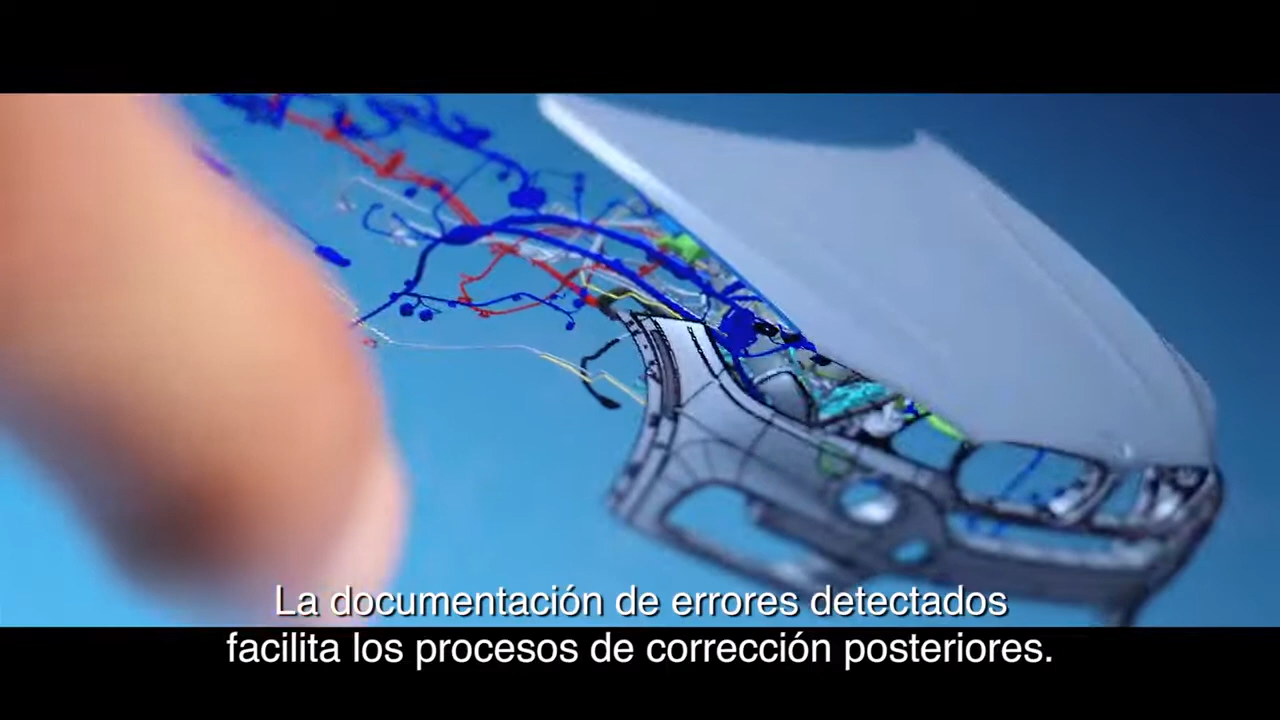 La documentación de errores detectados
facilita los procesos de corrección posteriores.